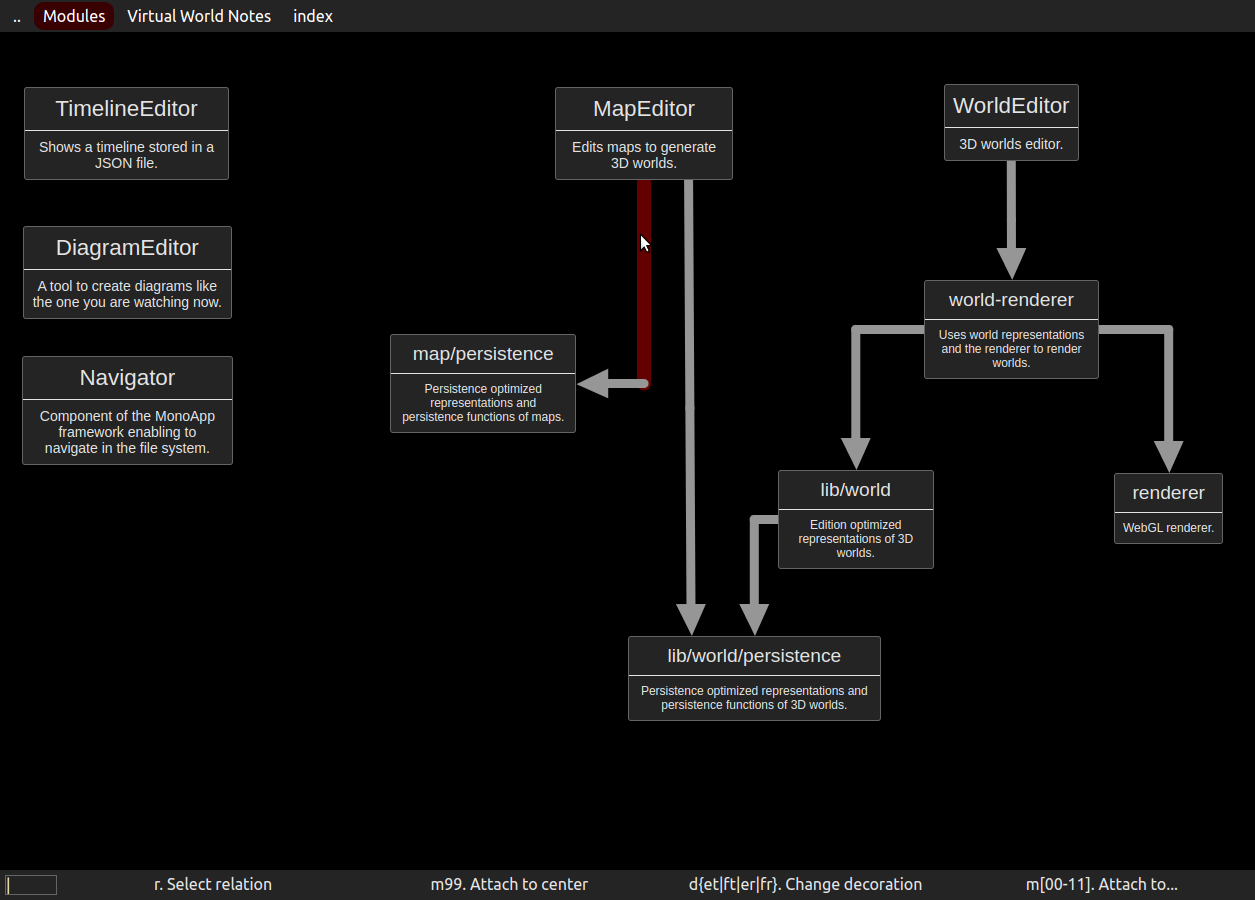 .. Modules Virtual World Notes index
TimelineEditor
Shows a timeline stored in a
JSON file.
MapEditor
Edits maps to generate
3D worlds.
WorldEditor
3D worlds editor.
DiagramEditor
A tool to create diagrams like
the one you are watching now.
world-renderer
Uses world representations
and the renderer to render
worlds.
Navigator
Component of the MonoApp
framework enabling to
navigate in the file system.
map/persistence
Persistence optimized
representations and
persistence functions of maps.
lib/world
Edition optimized
representations of 3D
worlds.
renderer
WebGL renderer.
lib/world/persistence
Persistence optimized representations and
persistence functions of 3D worlds.
r. Select relation m99. Attach to center d{et|ft|er|fr}. Change decoration m[00-11]. Attach to...